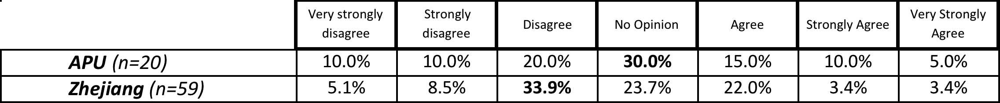 Very strongly disagree Strongly disagree Disagree No Opinion Agree Strongly Agree Very Strongly Agree
APU (n=20) 10.0% 10.0% 20.0% 30.0% 15.0% 10.0% 5.0%
Zhejiang (n=59) 5.1% 8.5% 33.9% 23.7% 22.0% 3.4% 3.4%